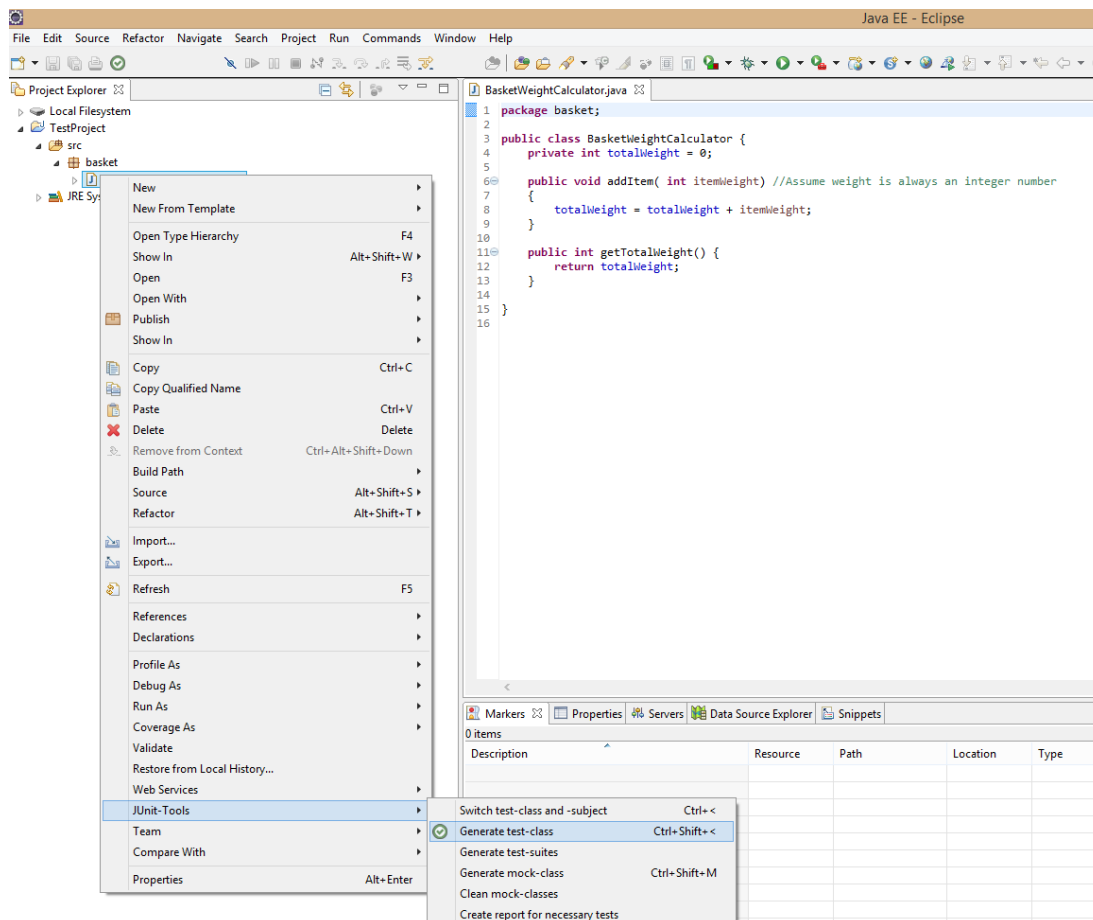 Java EE - Eclipse
File Edit Source Refactor Navigate Search Project Run Commands Window Help
Project Explorer
Local Filesystem
TestProject
src
basket
JRE Sys
New
New From Template
Open Type Hierarchy F4
Show In Alt+Shift+W
Open F3
Open With
Publish
Show In
Copy Ctrl+C
Copy Qualified Name
Paste Ctrl+V
Delete Delete
Remove from Context Ctrl+Alt+Shift+Down
Build Path
Source Alt+Shift+S
Refactor Alt+Shift+T
Import...
Export...
Refresh F5
References
Declarations
Profile As
Debug As
Run As
Coverage As
Validate
Restore from Local History...
Web Services
JUnit-Tools
Team
Compare With
Properties Alt+Enter
Switch test-class and -subject Ctrl+<
Generate test-class Ctrl+Shift+<
Generate test-suites
Generate mock-class Ctrl+Shift+M
Clean mock-classes
Create report for necessary tests
BasketWeightCalculator.java
1 package basket;
2
3 public class BasketWeightCalculator {
4 private int totalWeight = 0;
5
6 public void addItem( int itemWeight) //Assume weight is always an integer number
7 {
8 totalWeight = totalWeight + itemWeight;
9 }
10
11 public int getTotalWeight() {
12 return totalWeight;
13 }
14
15 }
16
Markers Properties Servers Data Source Explorer Snippets
0 items
Description Resource Path Location Type